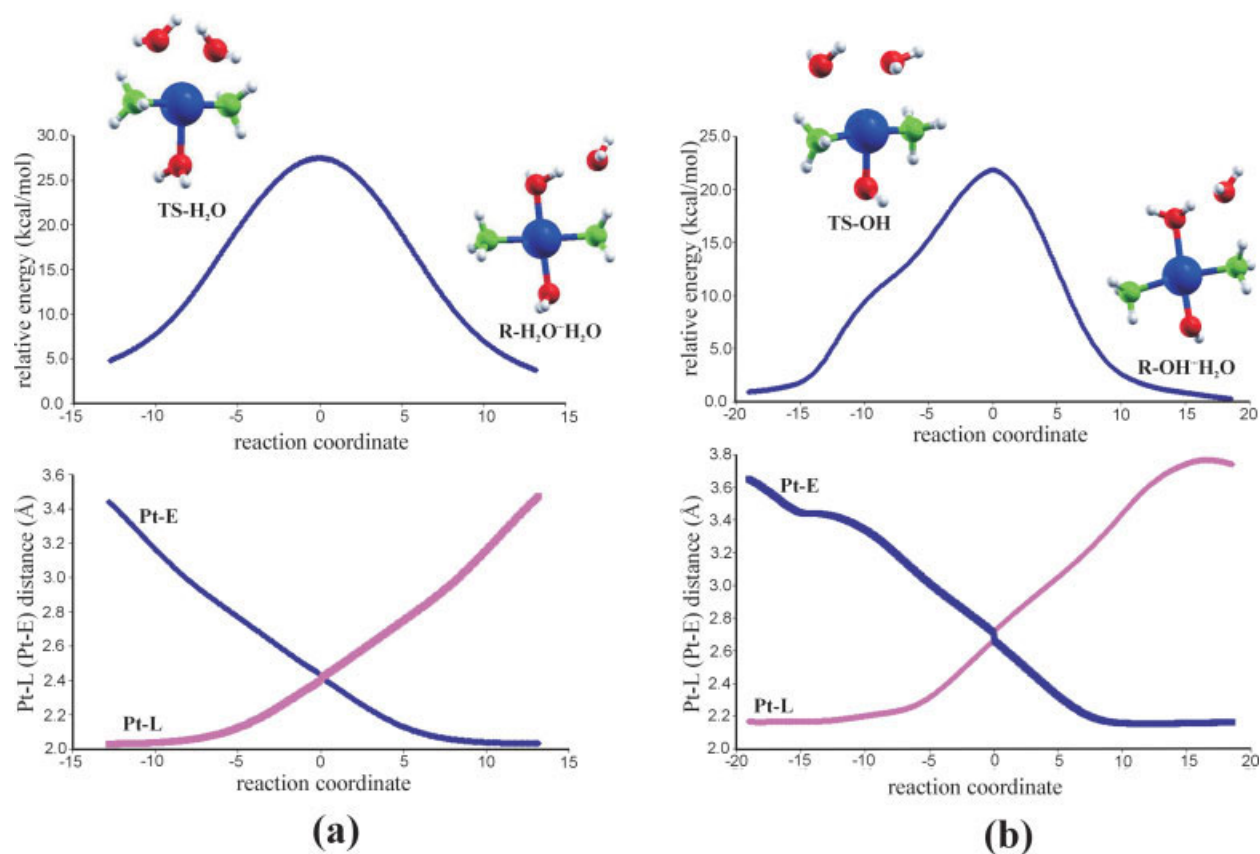 TS-H₂O
R-H₂O⁻H₂O
relative energy (kcal/mol)
30.0
25.0
20.0
15.0
10.0
5.0
0.0
-15 -10 -5 0 5 10 15
reaction coordinate
Pt-L (Pt-E) distance (Å)
3.6
3.4
3.2
3.0
2.8
2.6
2.4
2.2
2.0
Pt-E
Pt-L
-15 -10 -5 0 5 10 15
reaction coordinate
(a)
TS-OH
R-OH⁻H₂O
relative energy (kcal/mol)
25.0
20.0
15.0
10.0
5.0
0.0
-20 -15 -10 -5 0 5 10 15 20
reaction coordinate
Pt-L (Pt-E) distance (Å)
3.8
3.6
3.4
3.2
3.0
2.8
2.6
2.4
2.2
2.0
Pt-E
Pt-L
-20 -15 -10 -5 0 5 10 15 20
reaction coordinate
(b)